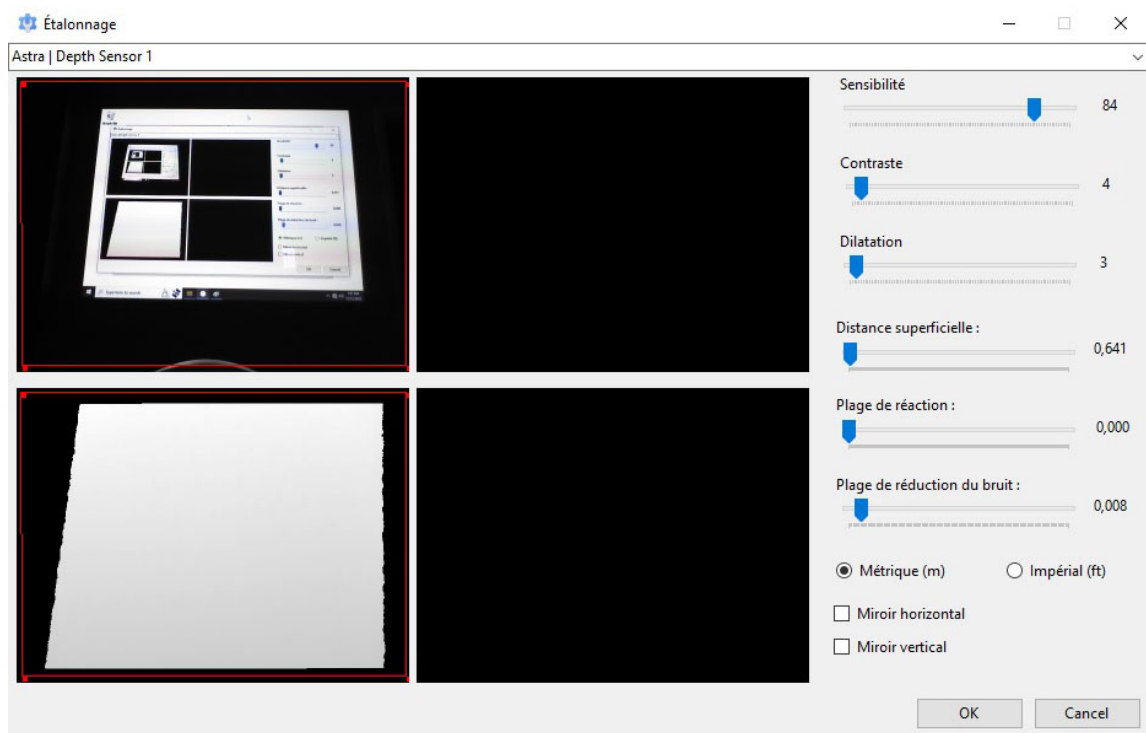 Étalonnage
Astra | Depth Sensor 1
Sensibilité
84
Contraste
4
Dilatation
3
Distance superficielle :
0,641
Plage de réaction :
0,000
Plage de réduction du bruit :
0,008
Métrique (m) Impérial (ft)
Miroir horizontal
Miroir vertical
OK Cancel